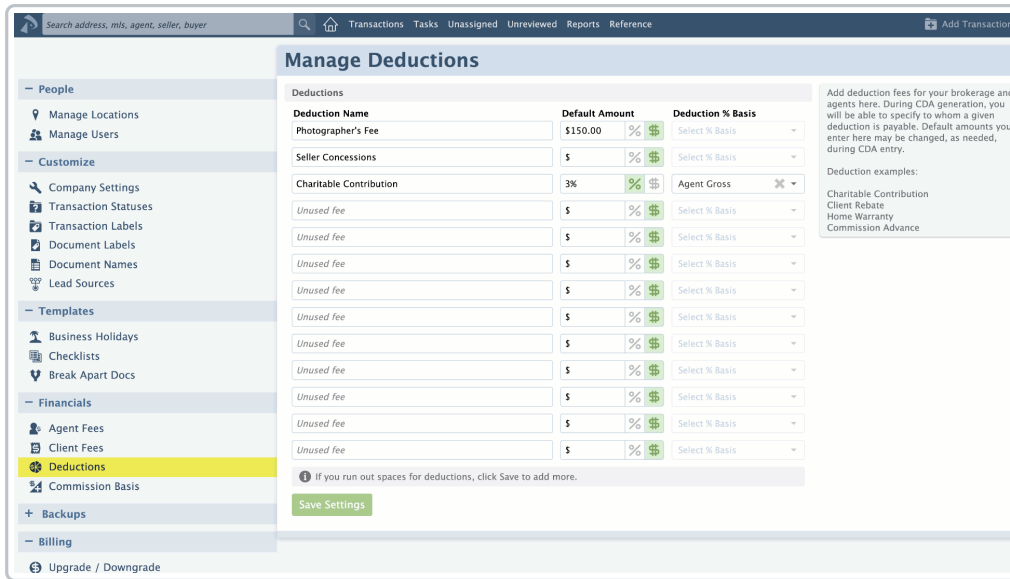 Search address, mls, agent, seller, buyer
Transactions Tasks Unassigned Unreviewed Reports Reference
Add Transaction
Manage Deductions
− People
Manage Locations
Manage Users
− Customize
Company Settings
Transaction Statuses
Transaction Labels
Document Labels
Document Names
Lead Sources
− Templates
Business Holidays
Checklists
Break Apart Docs
− Financials
Agent Fees
Client Fees
Deductions
Commission Basis
+ Backups
− Billing
Upgrade / Downgrade
Deductions
Deduction Name Default Amount Deduction % Basis
Photographer's Fee $150.00 % $ Select % Basis
Seller Concessions $ % $ Select % Basis
Charitable Contribution 3% % $ Agent Gross
Unused fee $ % $ Select % Basis
Unused fee $ % $ Select % Basis
Unused fee $ % $ Select % Basis
Unused fee $ % $ Select % Basis
Unused fee $ % $ Select % Basis
Unused fee $ % $ Select % Basis
Unused fee $ % $ Select % Basis
Unused fee $ % $ Select % Basis
Unused fee $ % $ Select % Basis
Unused fee $ % $ Select % Basis
If you run out spaces for deductions, click Save to add more.
Save Settings
Add deduction fees for your brokerage and
agents here. During CDA generation, you
will be able to specify to whom a given
deduction is payable. Default amounts you
enter here may be changed, as needed,
during CDA entry.
Deduction examples:
Charitable Contribution
Client Rebate
Home Warranty
Commission Advance